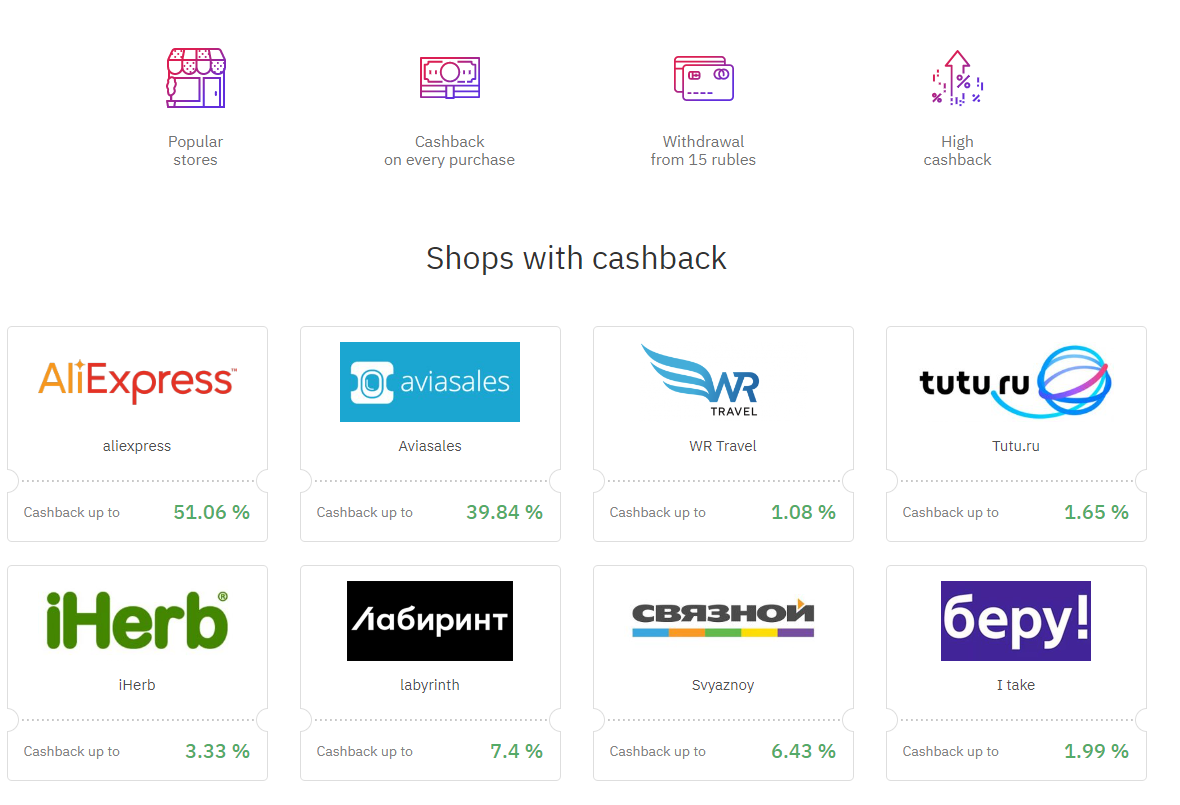 Popular
stores
Cashback
on every purchase
Withdrawal
from 15 rubles
High
cashback
Shops with cashback
AliExpress™
aliexpress
Cashback up to 51.06 %
aviasales
Aviasales
Cashback up to 39.84 %
WR
TRAVEL
WR Travel
Cashback up to 1.08 %
tutu.ru
Tutu.ru
Cashback up to 1.65 %
iHerb®
iHerb
Cashback up to 3.33 %
Лабиринт
labyrinth
Cashback up to 7.4 %
СВЯЗНОЙ
Svyaznoy
Cashback up to 6.43 %
беру!
I take
Cashback up to 1.99 %